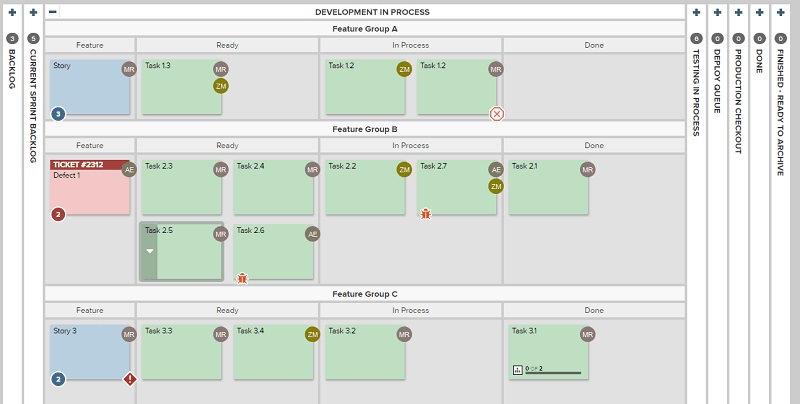 DEVELOPMENT IN PROCESS
3
BACKLOG
5
CURRENT SPRINT BACKLOG
Feature Group A
Feature Ready In Process Done
Story MR
3
Task 1.3 MR
ZM
Task 1.2 ZM
Task 1.2 MR
Feature Group B
Feature Ready In Process Done
TICKET #2312 AE
Defect 1
2
Task 2.3 MR
Task 2.4 MR
Task 2.2 ZM
Task 2.7 AE
ZM
Task 2.1 MR
Task 2.5 MR
Task 2.6 AE
Feature Group C
Feature Ready In Process Done
Story 3 MR
2
Task 3.3 MR
Task 3.4 ZM
Task 3.2 MR
Task 3.1 MR
0 OF 2
6
TESTING IN PROCESS
0
DEPLOY QUEUE
0
PRODUCTION CHECKOUT
0
DONE
0
FINISHED - READY TO ARCHIVE